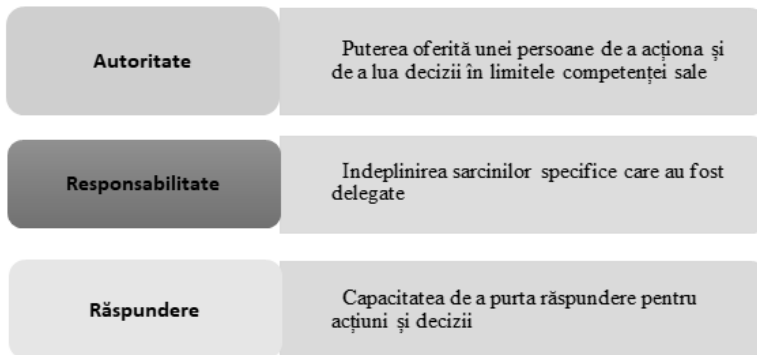 Autoritate
Puterea oferită unei persoane de a acționa și
de a lua decizii în limitele competenței sale
Responsabilitate
Indeplinirea sarcinilor specifice care au fost
delegate
Răspundere
Capacitatea de a purta răspundere pentru
acțiuni și decizii